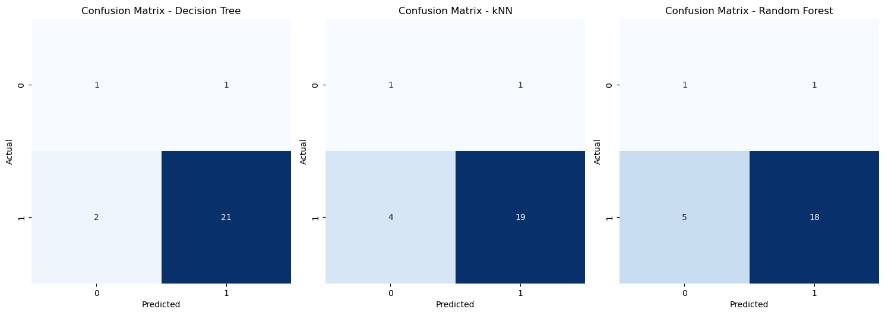 Confusion Matrix - Decision Tree
0
1
Actual
1
1
2
21
0
1
Predicted
Confusion Matrix - kNN
0
1
Actual
1
1
4
19
0
1
Predicted
Confusion Matrix - Random Forest
0
1
Actual
1
1
5
18
0
1
Predicted